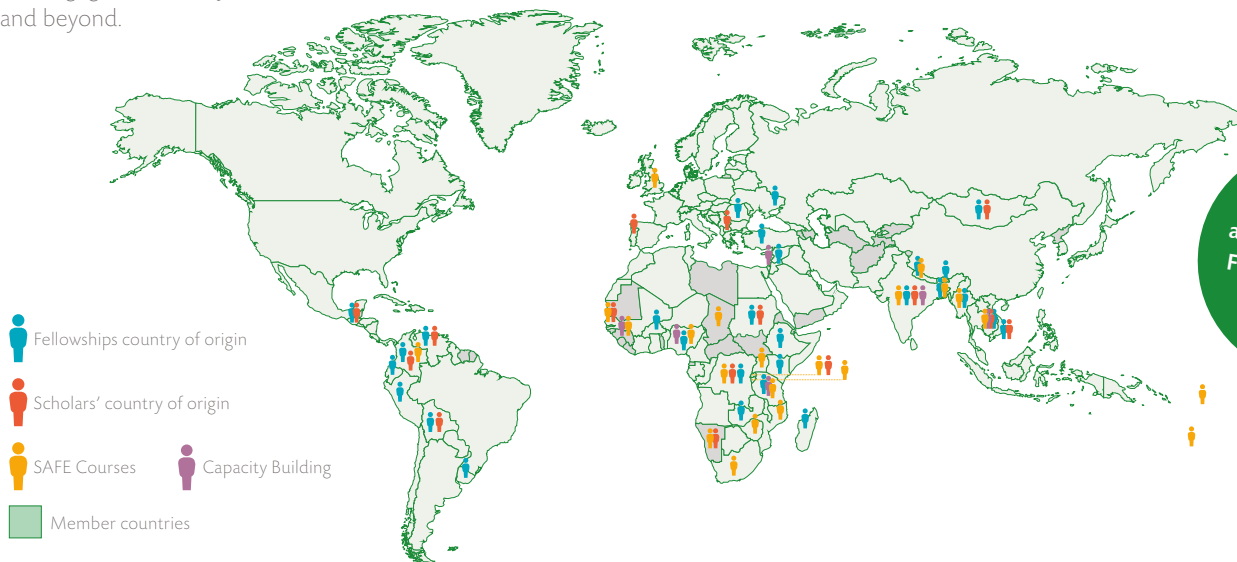 and beyond.
Fellowships country of origin
Scholars’ country of origin
SAFE Courses
Capacity Building
Member countries